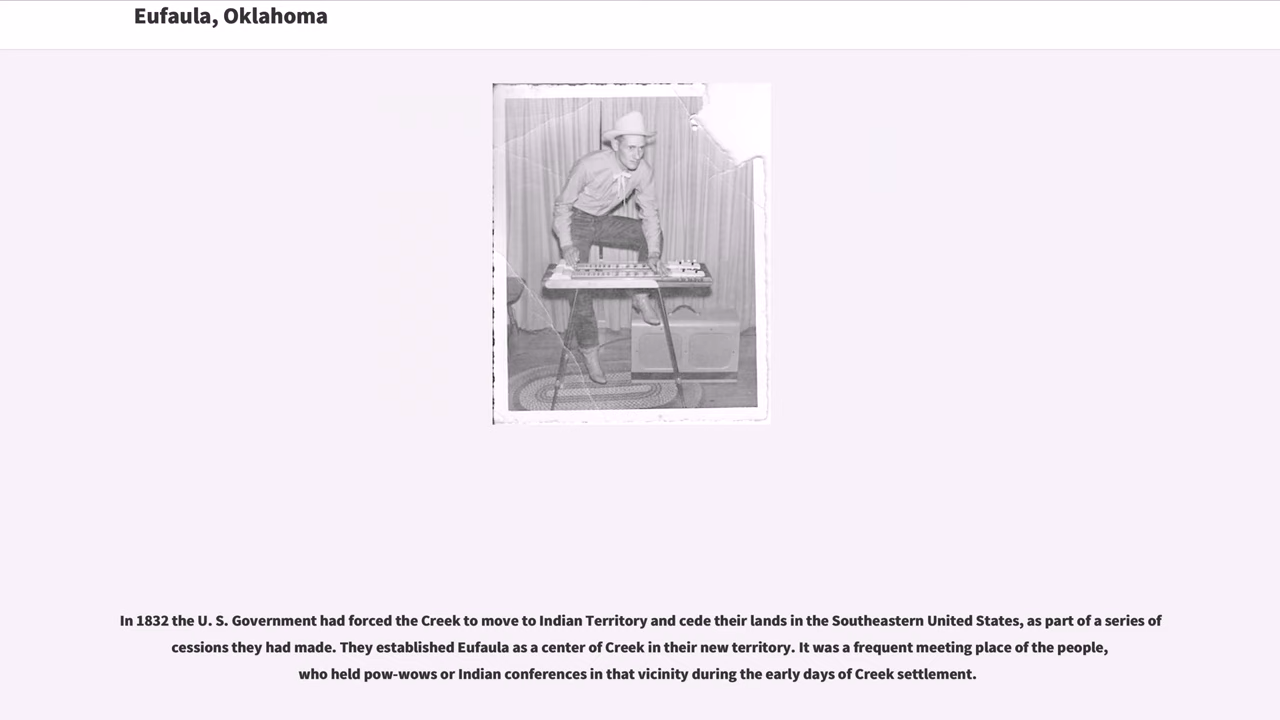 Eufaula, Oklahoma
In 1832 the U. S. Government had forced the Creek to move to Indian Territory and cede their lands in the Southeastern United States, as part of a series of
cessions they had made. They established Eufaula as a center of Creek in their new territory. It was a frequent meeting place of the people,
who held pow-wows or Indian conferences in that vicinity during the early days of Creek settlement.